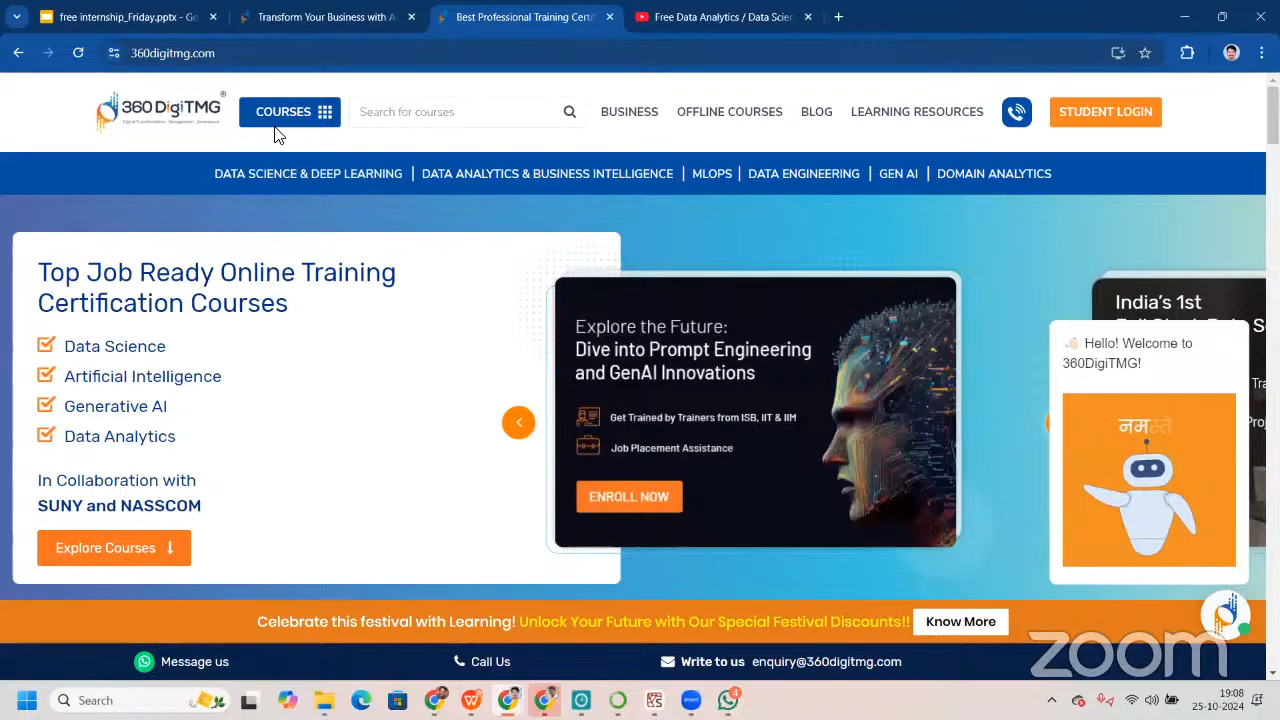 free internship_Friday.pptx - G
Transform Your Business with A
Best Professional Training Certi
Free Data Analytics / Data Scien
360digitmg.com
360 DigiTMG
COURSES
Search for courses
BUSINESS
OFFLINE COURSES
BLOG
LEARNING RESOURCES
STUDENT LOGIN
DATA SCIENCE & DEEP LEARNING | DATA ANALYTICS & BUSINESS INTELLIGENCE | MLOPS | DATA ENGINEERING | GEN AI | DOMAIN ANALYTICS
Top Job Ready Online Training
Certification Courses
Data Science
Artificial Intelligence
Generative AI
Data Analytics
In Collaboration with
SUNY and NASSCOM
Explore Courses
Explore the Future:
Dive into Prompt Engineering
and GenAI Innovations
Get Trained by Trainers from ISB, IIT & IIM
Job Placement Assistance
ENROLL NOW
India's 1st
👋🏻 Hello! Welcome to
360DigiTMG!
नमस्ते
Celebrate this festival with Learning! Unlock Your Future with Our Special Festival Discounts!!
Know More
Message us
Call Us
Write to us enquiry@360digitmg.com
zoom
Search
4
19:08
25-10-2024